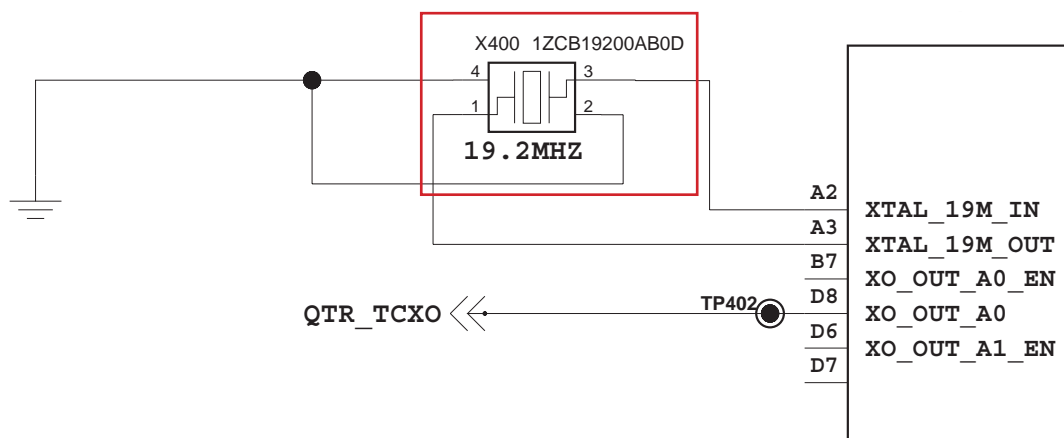 X400 1ZCB19200AB0D
4 3
1 2
19.2MHZ
A2
XTAL_19M_IN
A3
XTAL_19M_OUT
B7
XO_OUT_A0_EN
D8
QTR_TCXO TP402 XO_OUT_A0
D6
XO_OUT_A1_EN
D7